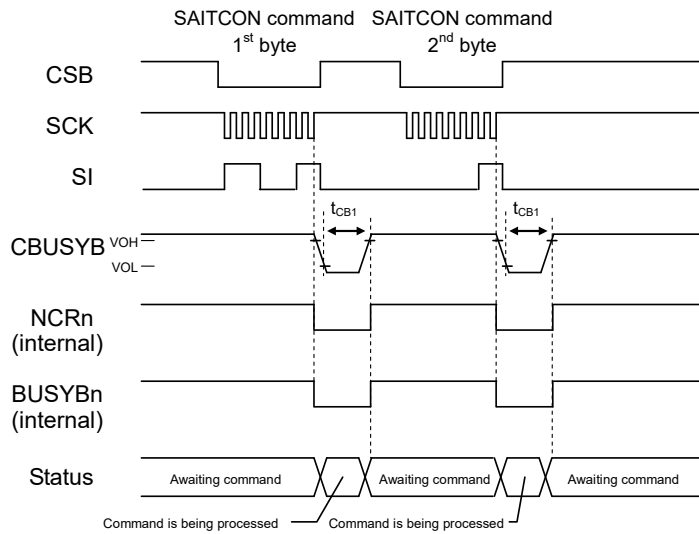 SAITCON command
1st byte
SAITCON command
2nd byte
CSB
SCK
SI
tCB1
tCB1
CBUSYB
VOH
VOL
NCRn
(internal)
BUSYBn
(internal)
Status
Awaiting command
Awaiting command
Awaiting command
Command is being processed
Command is being processed